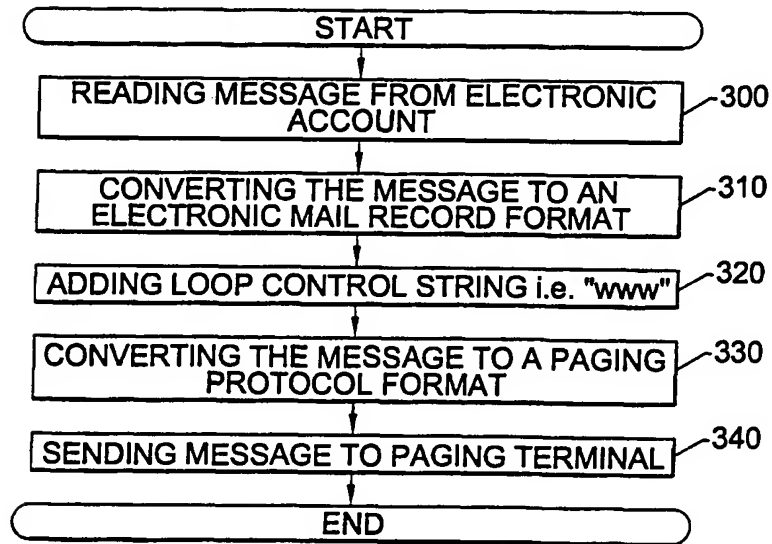 START
READING MESSAGE FROM ELECTRONIC
ACCOUNT
300
CONVERTING THE MESSAGE TO AN
ELECTRONIC MAIL RECORD FORMAT
310
ADDING LOOP CONTROL STRING i.e. "www"
320
CONVERTING THE MESSAGE TO A PAGING
PROTOCOL FORMAT
330
SENDING MESSAGE TO PAGING TERMINAL
340
END